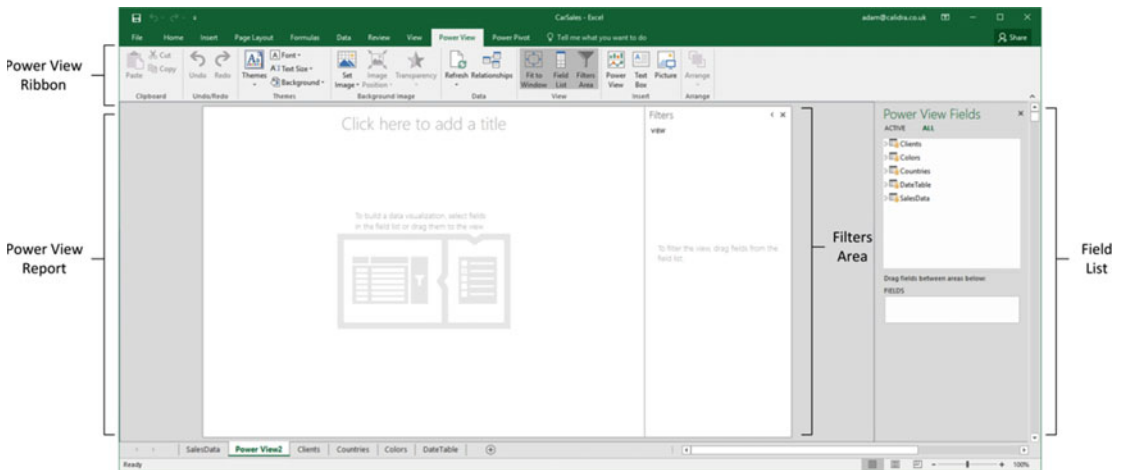 CarSales - Excel
adam@calidra.co.uk
File Home Insert Page Layout Formulas Data Review View Power View Power Pivot Tell me what you want to do Share
Power View
Ribbon
Paste
Cut
Copy
Clipboard
Undo Redo
Undo/Redo
Themes
Font
Text Size
Background
Themes
Set
Image
Image
Position
Transparency
Background Image
Refresh Relationships
Data
Fit to
Window
Field
List
Filters
Area
View
Power
View
Text
Box
Picture
Insert
Arrange
Arrange
Click here to add a title
Filters
VIEW
Power View Fields
ACTIVE ALL
Clients
Colors
Countries
DateTable
SalesData
To build a data visualization, select fields
in the field list or drag them to the view.
To filter the view, drag fields from the
field list.
Power View
Report
Filters
Area
Field
List
Drag fields between areas below:
FIELDS
SalesData Power View2 Clients Countries Colors DateTable
Ready
100%